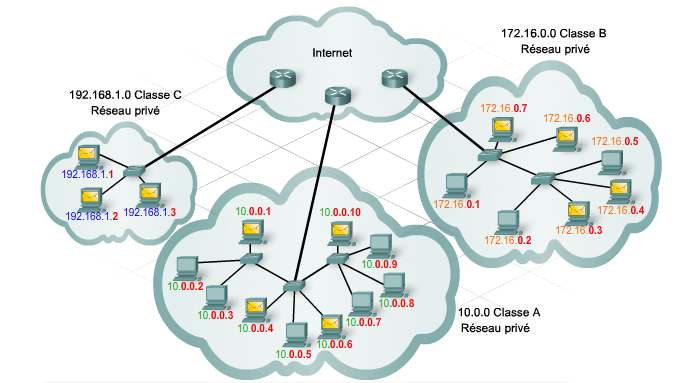 172.16.0.0 Classe B
Réseau privé
Internet
192.168.1.0 Classe C
Réseau privé
172.16.0.7
172.16.0.6
172.16.0.5
192.168.1.1
172.16.0.4
172.16.0.1
192.168.1.2
192.168.1.3
172.16.0.3
172.16.0.2
10.0.0.1
10.0.0.10
10.0.0.9
10.0.0.2
10.0.0.8
10.0.0.3
10.0.0.7
10.0.0.4
10.0.0.6
10.0.0.5
10.0.0 Classe A
Réseau privé